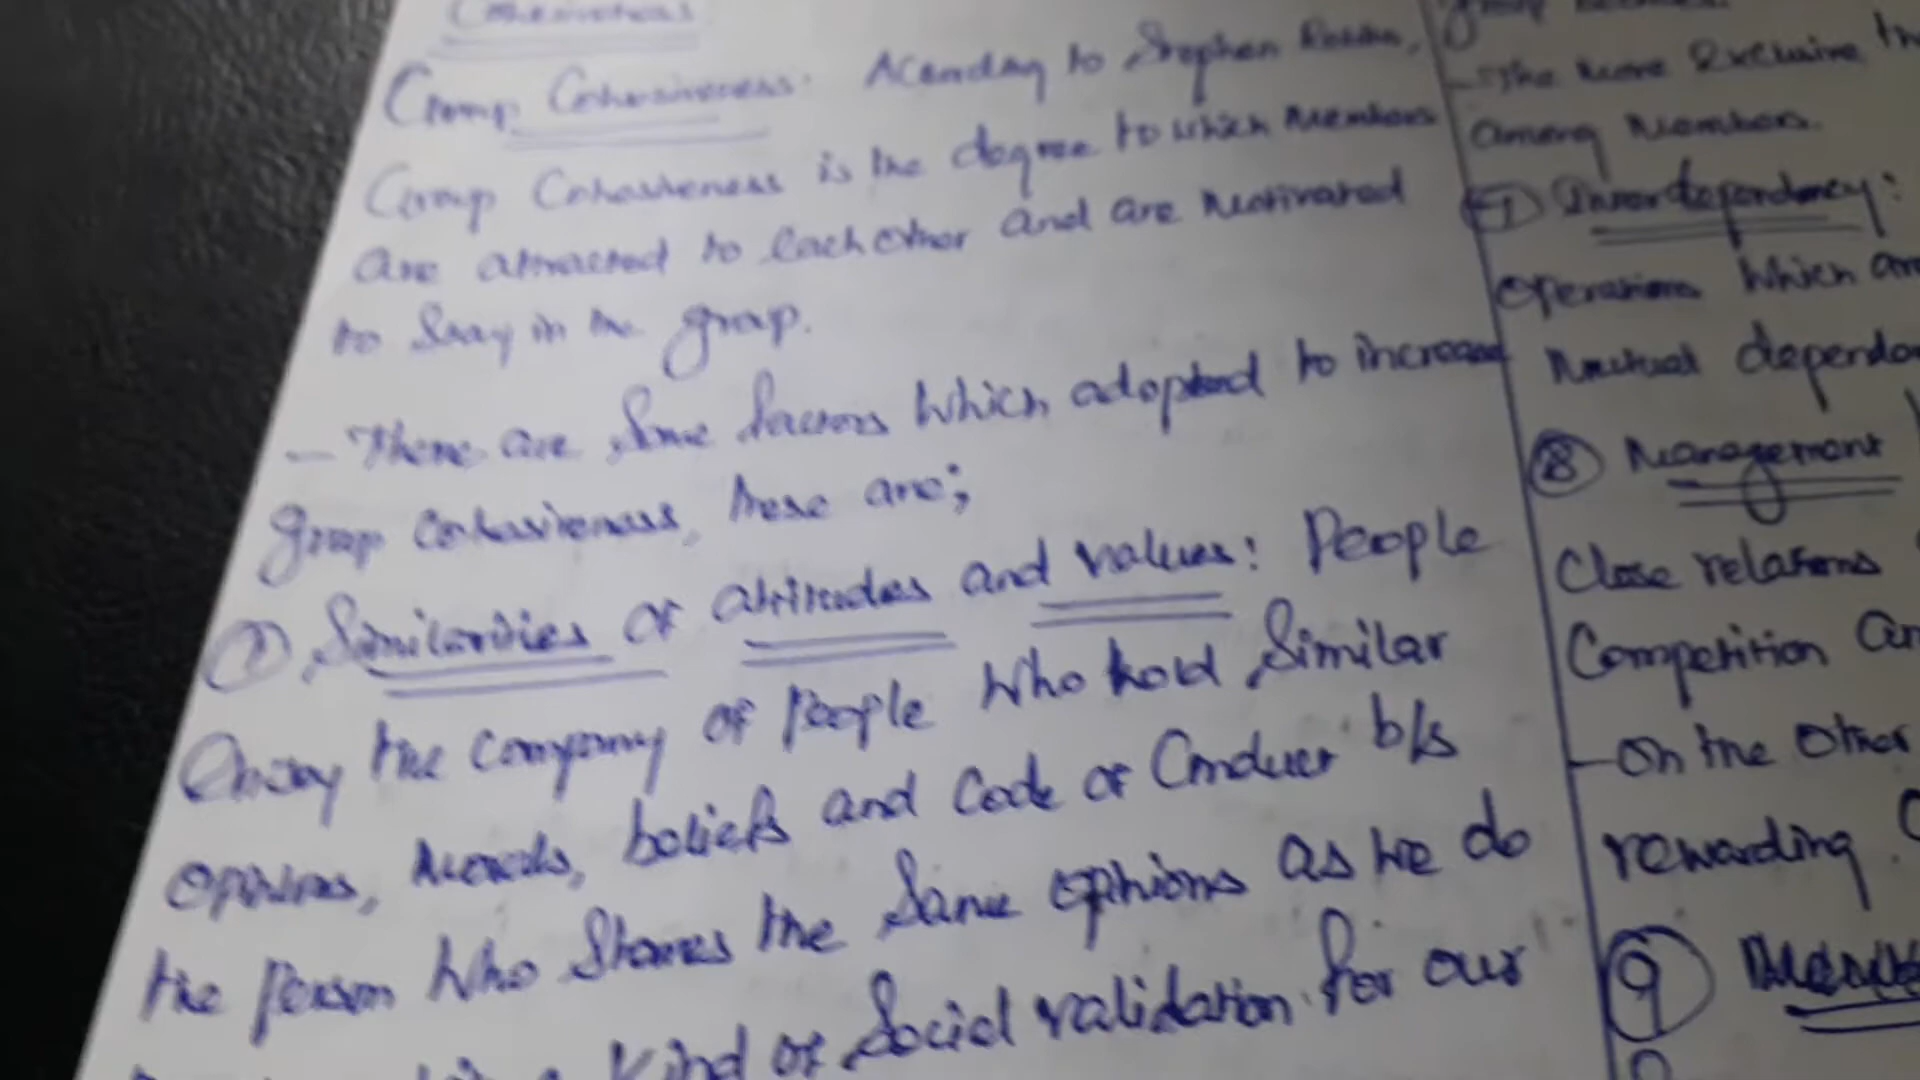 Group Cohesiveness: According to Stephen Robbins,
Group Cohesiveness is the degree to which members
are attracted to each other and are motivated
to stay in the group.
- There are some factors which adopted to increase
group cohesiveness, these are;
① Similarities of attitudes and values: People
enjoy the company of people who hold similar
opinions, morals, beliefs and code of conduct b/s
the person who shares the same opinions as we do
kind of social validation for our
- The more exclusive the
among members.
⑦ Interdependency:
operations which are
mutual
⑧ Management
close relations
Competition
- On the other
rewarding
⑨